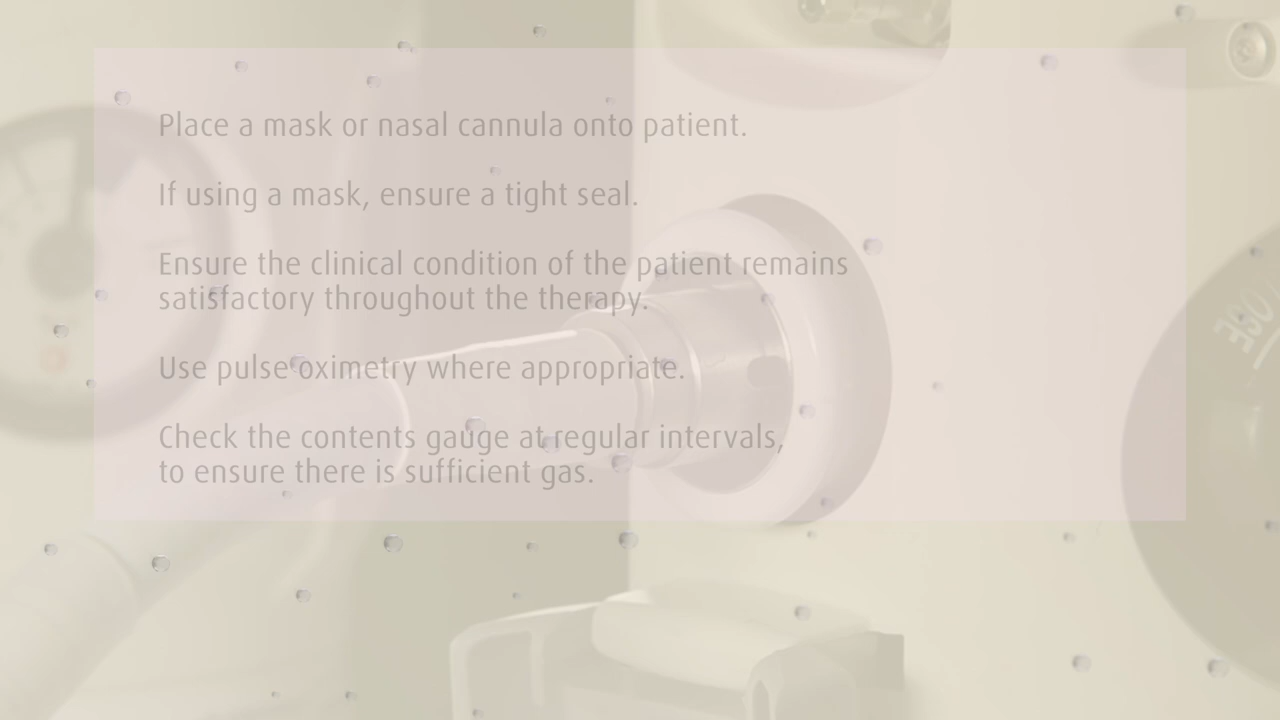 Place a mask or nasal cannula onto patient.
If using a mask, ensure a tight seal.
Ensure the clinical condition of the patient remains
satisfactory throughout the therapy.
Use pulse oximetry where appropriate.
Check the contents gauge at regular intervals,
to ensure there is sufficient gas.